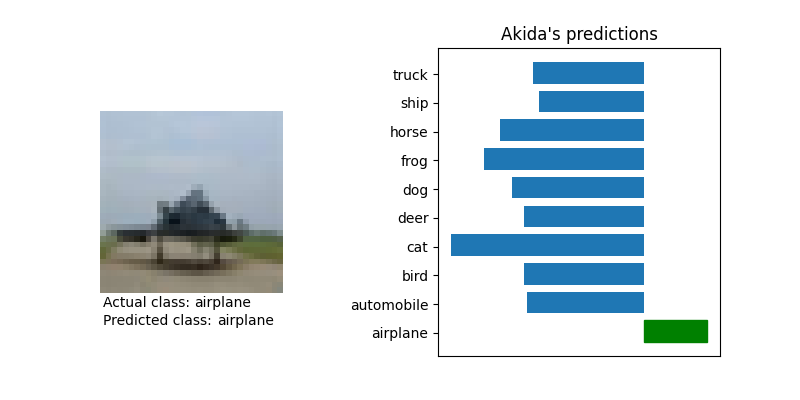 Akida's predictions
truck
ship
horse
frog
dog
deer
cat
bird
automobile
airplane
Actual class: airplane
Predicted class: airplane